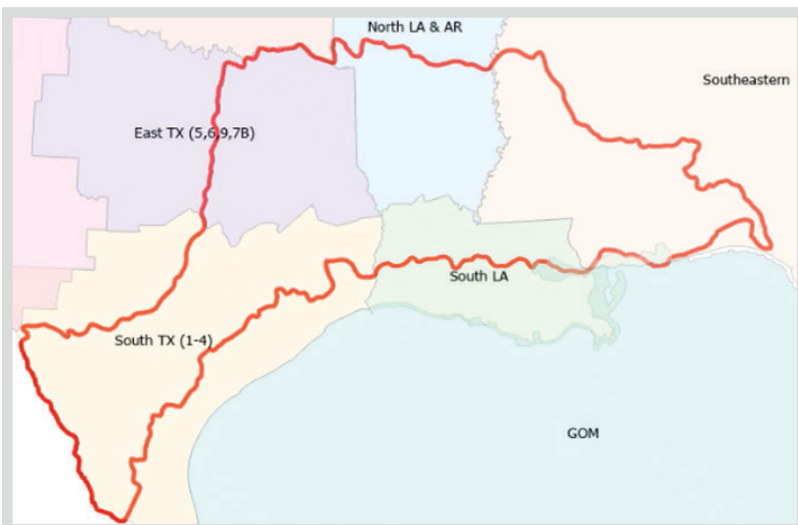 North LA & AR
Southeastern
East TX (5,6,9,7B)
South LA
South TX (1-4)
GOM